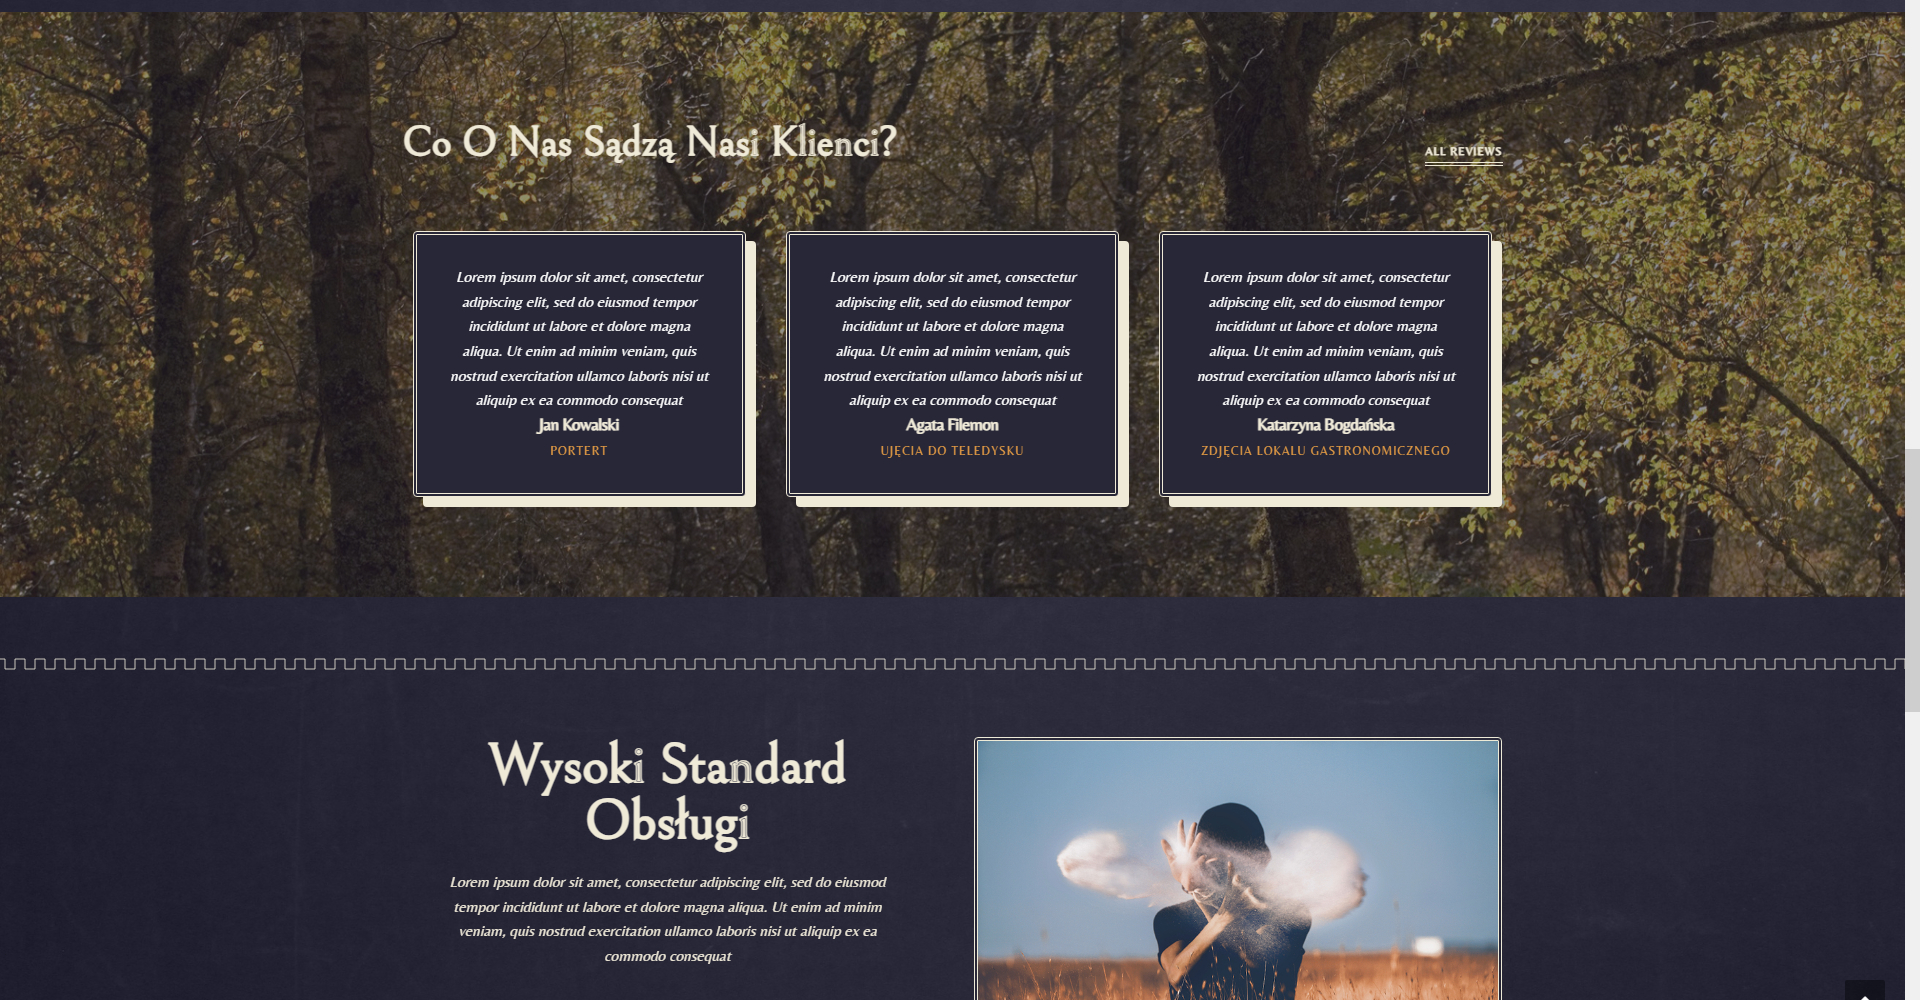 Co O Nas Sądzą Nasi Klienci?
ALL REVIEWS
Lorem ipsum dolor sit amet, consectetur
adipiscing elit, sed do eiusmod tempor
incididunt ut labore et dolore magna
aliqua. Ut enim ad minim veniam, quis
nostrud exercitation ullamco laboris nisi ut
aliquip ex ea commodo consequat
Jan Kowalski
PORTERT
Lorem ipsum dolor sit amet, consectetur
adipiscing elit, sed do eiusmod tempor
incididunt ut labore et dolore magna
aliqua. Ut enim ad minim veniam, quis
nostrud exercitation ullamco laboris nisi ut
aliquip ex ea commodo consequat
Agata Filemon
UJĘCIA DO TELEDYSKU
Lorem ipsum dolor sit amet, consectetur
adipiscing elit, sed do eiusmod tempor
incididunt ut labore et dolore magna
aliqua. Ut enim ad minim veniam, quis
nostrud exercitation ullamco laboris nisi ut
aliquip ex ea commodo consequat
Katarzyna Bogdańska
ZDJĘCIA LOKALU GASTRONOMICZNEGO
Wysoki Standard
Obsługi
Lorem ipsum dolor sit amet, consectetur adipiscing elit, sed do eiusmod
tempor incididunt ut labore et dolore magna aliqua. Ut enim ad minim
veniam, quis nostrud exercitation ullamco laboris nisi ut aliquip ex ea
commodo consequat